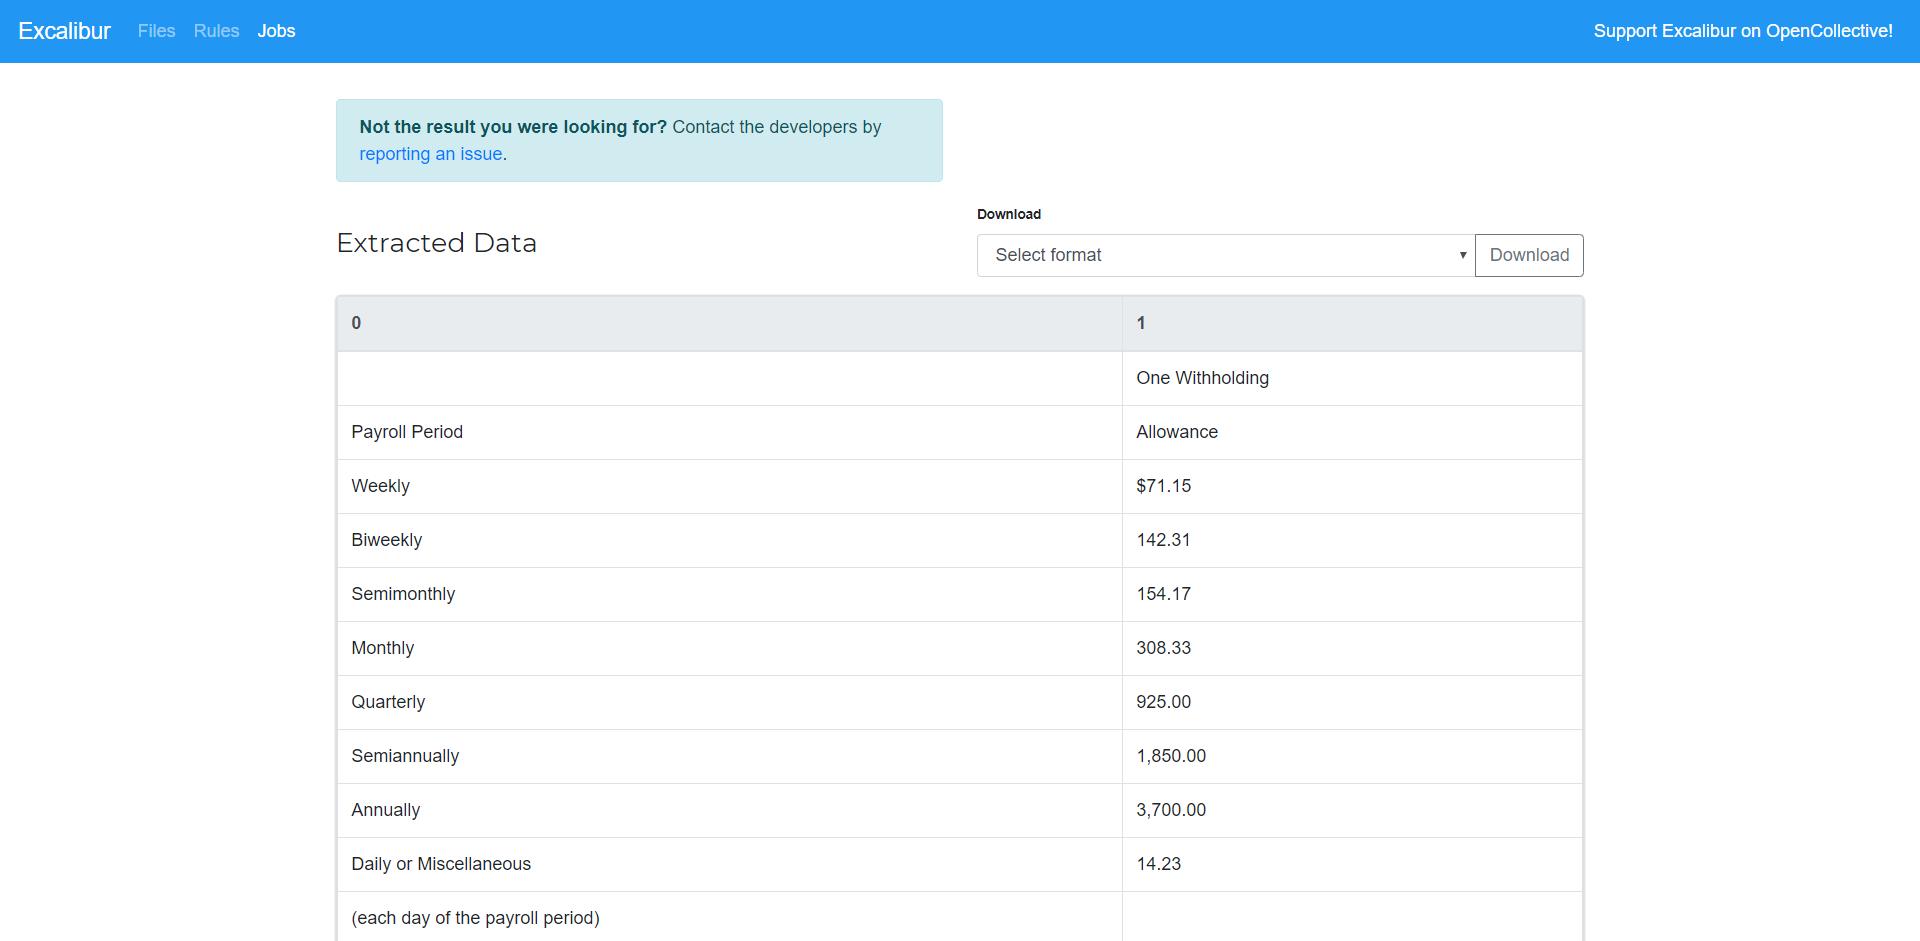 Excalibur Files Rules Jobs Support Excalibur on OpenCollective!
Not the result you were looking for? Contact the developers by
reporting an issue.
Download
Extracted Data
Select format Download
0 1
One Withholding
Payroll Period Allowance
Weekly $71.15
Biweekly 142.31
Semimonthly 154.17
Monthly 308.33
Quarterly 925.00
Semiannually 1,850.00
Annually 3,700.00
Daily or Miscellaneous 14.23
(each day of the payroll period)